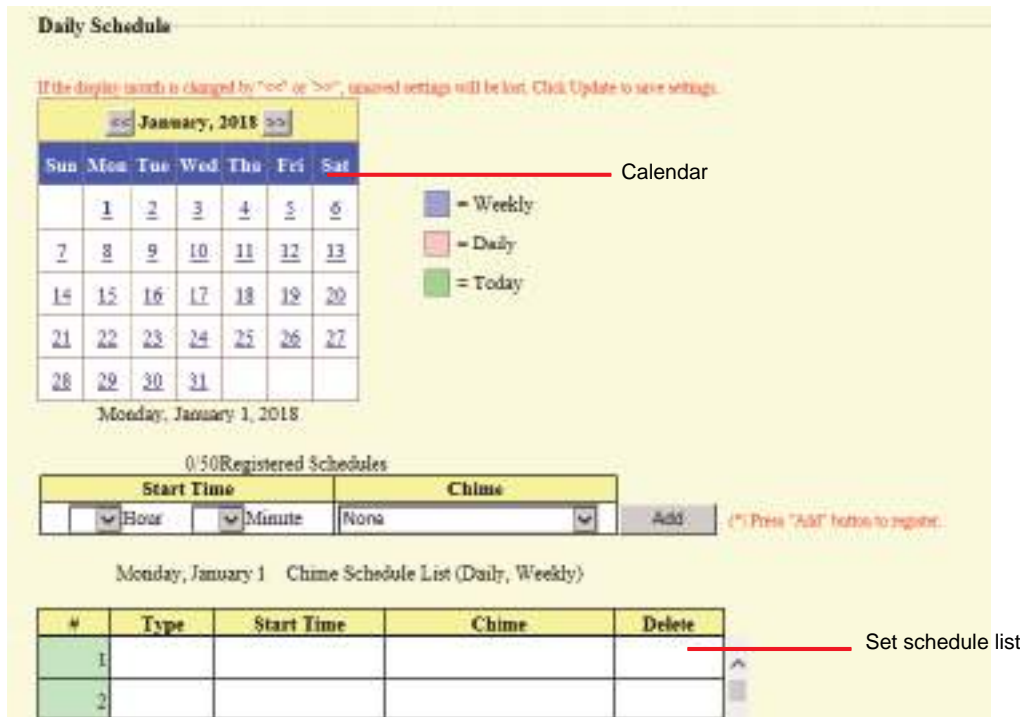 Daily Schedule
If the display month is changed by "<<" or ">>", unsaved settings will be lost. Click Update to save settings.
<< January, 2018 >>
Sun Mon Tue Wed Thu Fri Sat
Calendar
1 2 3 4 5 6
= Weekly
7 8 9 10 11 12 13
= Daily
14 15 16 17 18 19 20
= Today
21 22 23 24 25 26 27
28 29 30 31
Monday, January 1, 2018
0/50Registered Schedules
Start Time Chime
Hour Minute None Add (*) Press "Add" button to register.
Monday, January 1 Chime Schedule List (Daily, Weekly)
# Type Start Time Chime Delete
Set schedule list
1
2